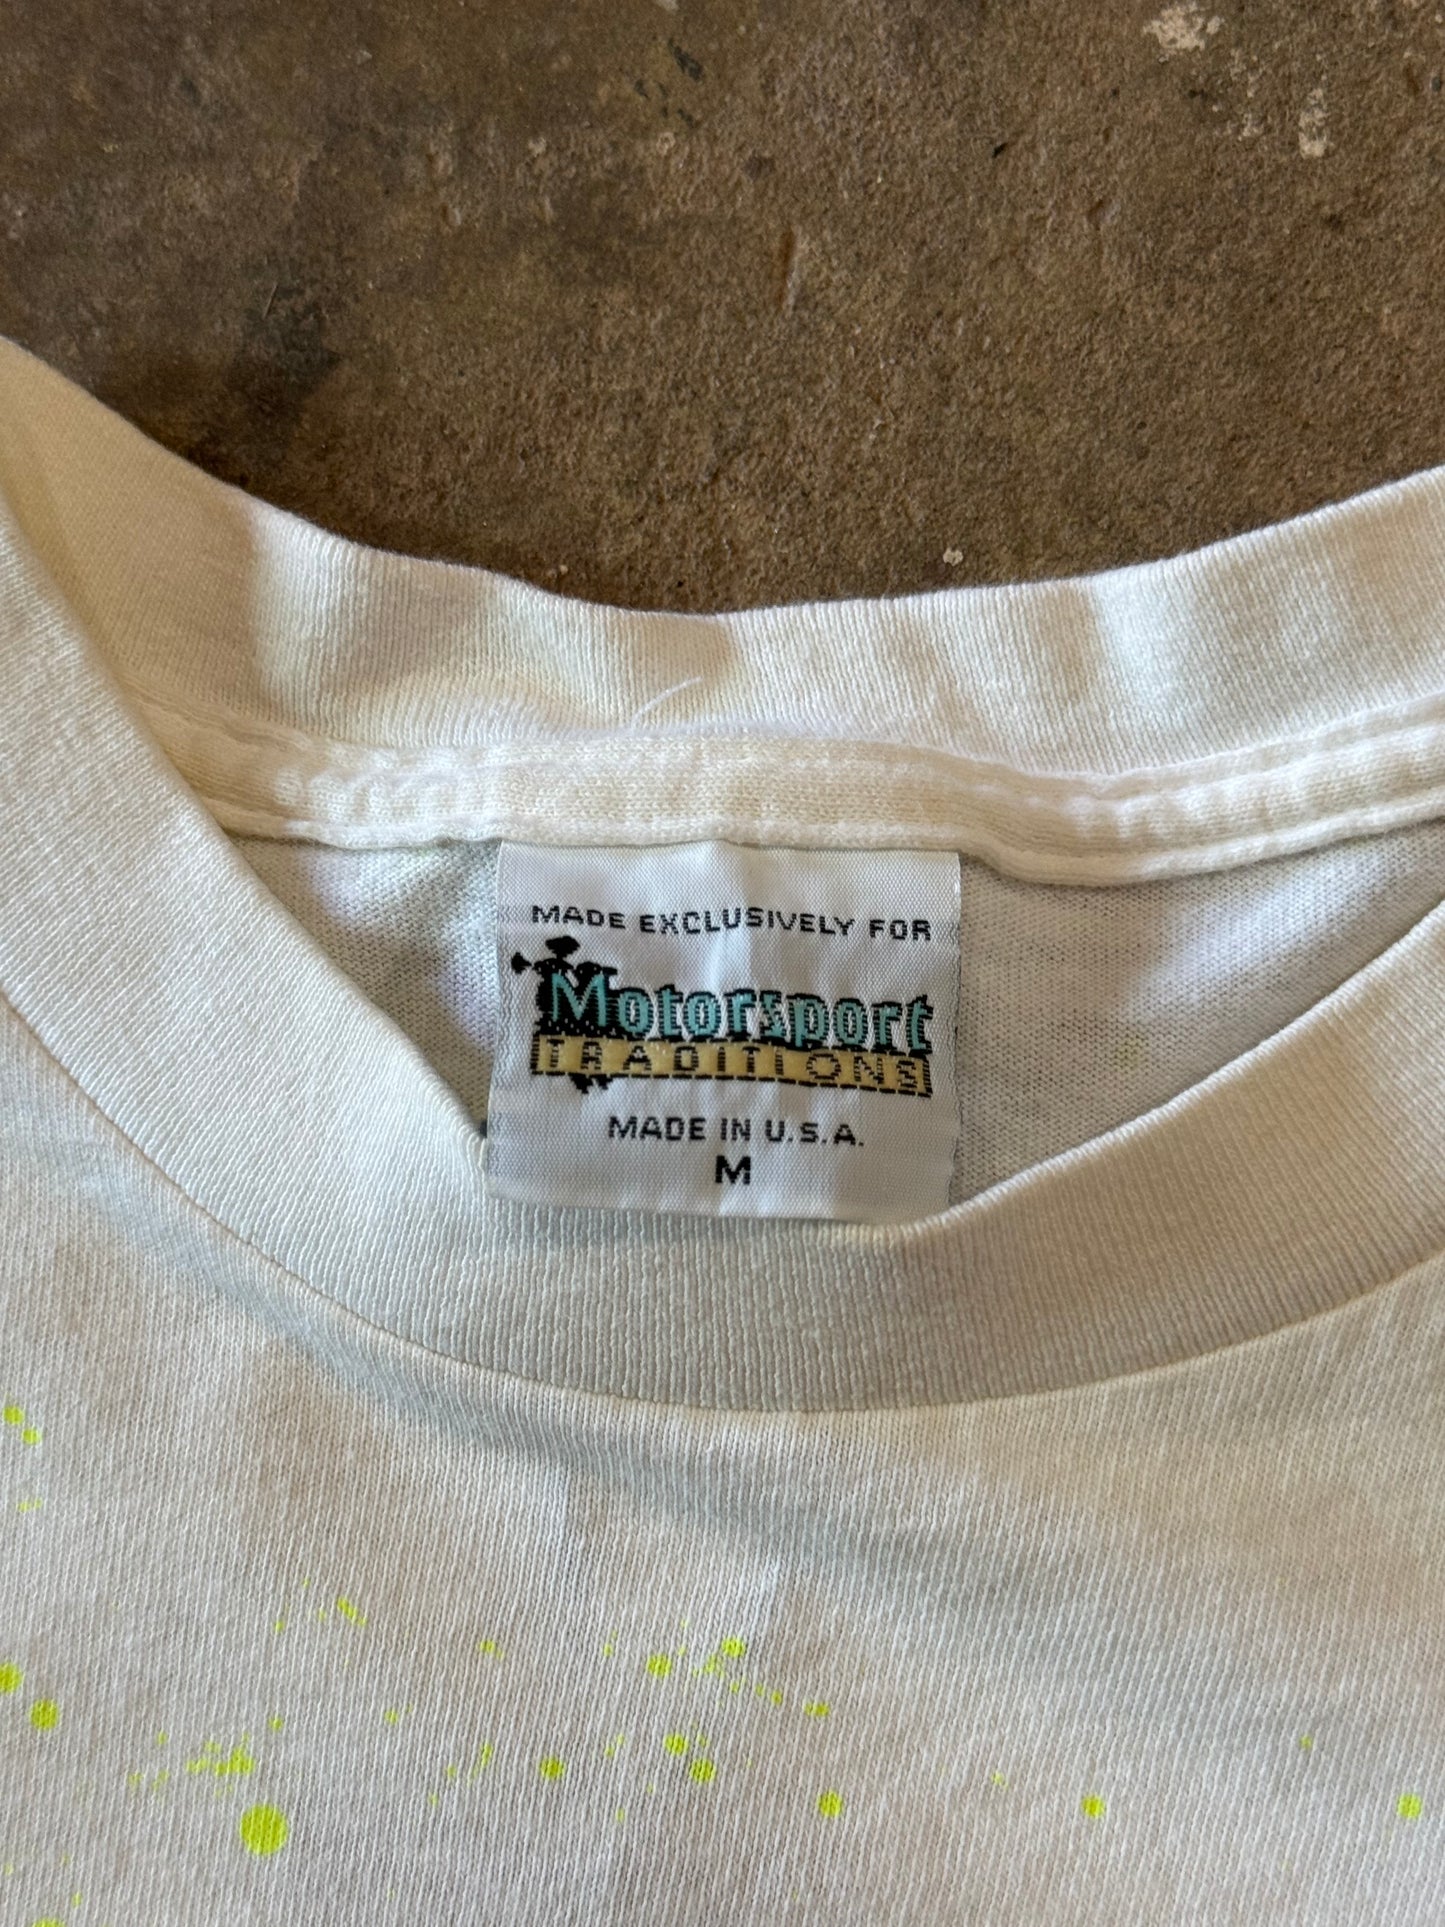 MADE EXCLUSIVELY FOR
Motorsport
TRADITIONS
MADE IN U.S.A.
M